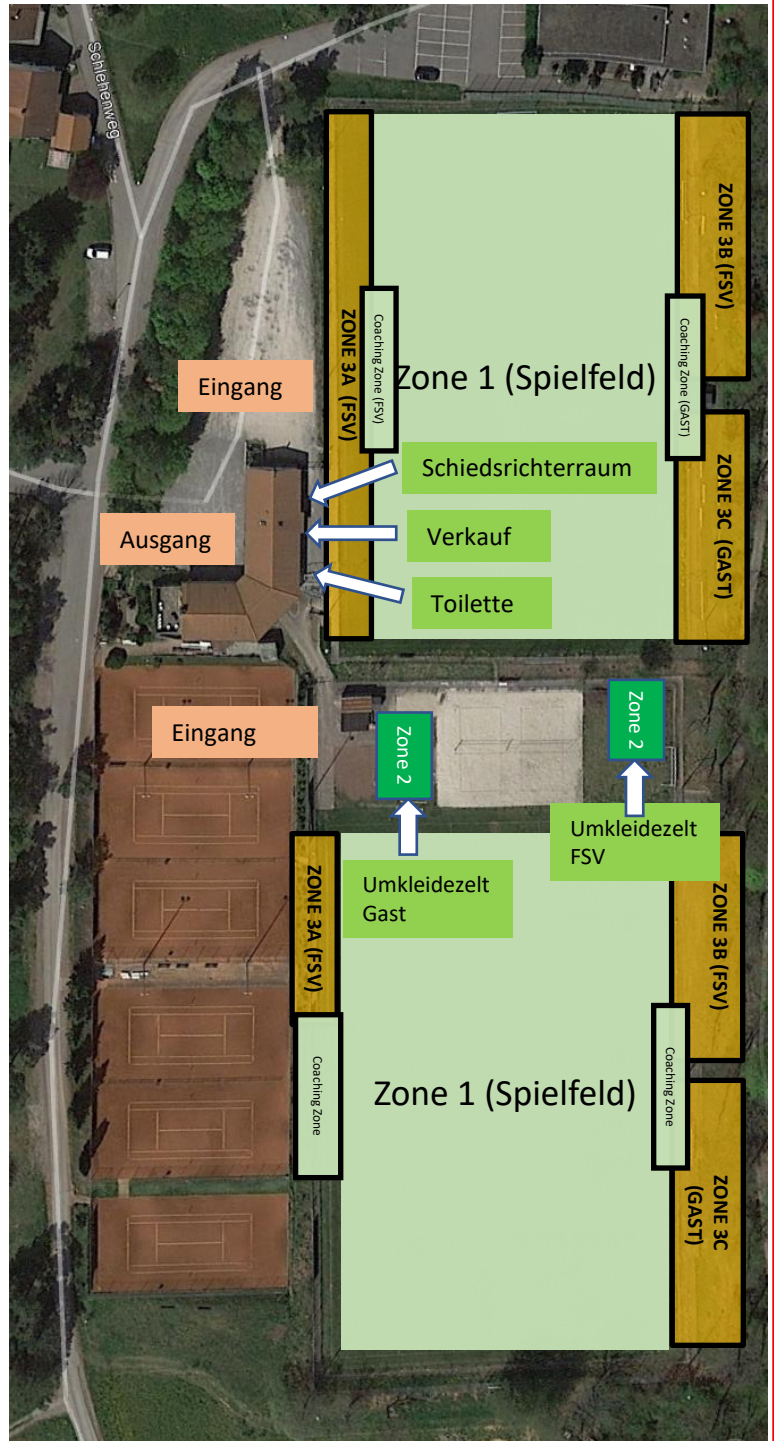 Schlehenweg
ZONE 3A (FSV)
Coaching Zone (FSV)
Zone 1 (Spielfeld)
ZONE 3B (FSV)
Coaching Zone (GAST)
ZONE 3C (GAST)
Eingang
Schiedsrichterraum
Ausgang
Verkauf
Toilette
Eingang
Zone 2
Zone 2
Umkleidezelt
Gast
Umkleidezelt
FSV
ZONE 3A (FSV)
ZONE 3B (FSV)
Coaching Zone
Zone 1 (Spielfeld)
Coaching Zone
ZONE 3C
(GAST)